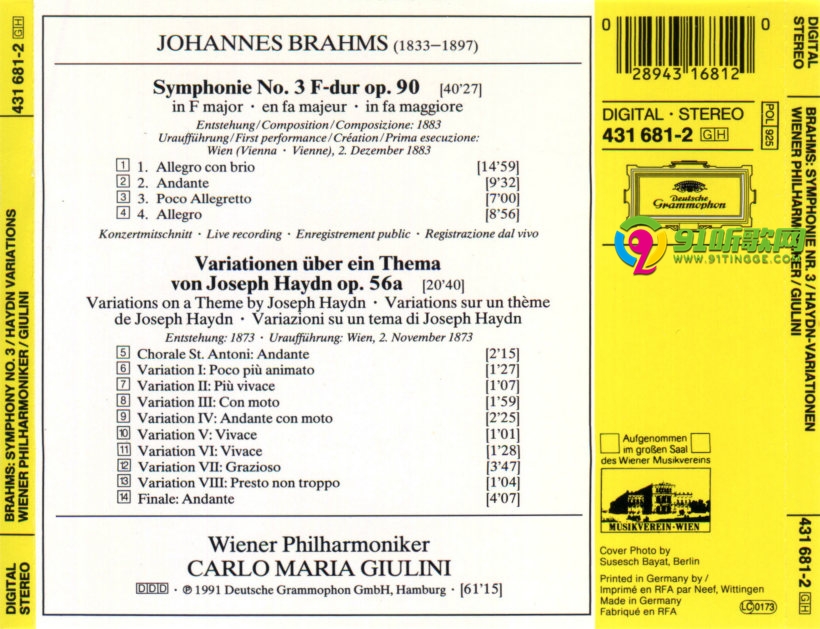 431 681-2 GH
BRAHMS: SYMPHONY NO. 3 / HAYDN VARIATIONS
WIENER PHILHARMONIKER / GIULINI
DIGITAL
STEREO
JOHANNES BRAHMS (1833–1897)
Symphonie No. 3 F-dur op. 90 [40'27]
in F major · en fa majeur · in fa maggiore
Entstehung/Composition/Composizione: 1883
Uraufführung/First performance/Création/Prima esecuzione:
Wien (Vienna · Vienne), 2. Dezember 1883
1 1. Allegro con brio [14'59]
2 2. Andante [9'32]
3 3. Poco Allegretto [7'00]
4 4. Allegro [8'56]
Konzertmitschnitt · Live recording · Enregistrement public · Registrazione dal vivo
Variationen über ein Thema
von Joseph Haydn op. 56a [20'40]
Variations on a Theme by Joseph Haydn · Variations sur un thème
de Joseph Haydn · Variazioni su un tema di Joseph Haydn
Entstehung: 1873 · Uraufführung: Wien, 2. November 1873
5 Chorale St. Antoni: Andante [2'15]
6 Variation I: Poco più animato [1'27]
7 Variation II: Più vivace [1'07]
8 Variation III: Con moto [1'59]
9 Variation IV: Andante con moto [2'25]
10 Variation V: Vivace [1'01]
11 Variation VI: Vivace [1'28]
12 Variation VII: Grazioso [3'47]
13 Variation VIII: Presto non troppo [1'04]
14 Finale: Andante [4'07]
Wiener Philharmoniker
CARLO MARIA GIULINI
DDD · ℗ 1991 Deutsche Grammophon GmbH, Hamburg · [61'15]
0 28943 16812 0
DIGITAL · STEREO
431 681-2 GH
POL 925
Deutsche
Grammophon
91听歌网
WWW.91TINGGE.COM
Aufgenommen
im großen Saal
des Wiener Musikvereins
MUSIKVEREIN-WIEN
Cover Photo by
Susesch Bayat, Berlin
Printed in Germany by /
Imprimé en RFA par Neef, Wittingen
Made in Germany
Fabriqué en RFA
LC 0173
DIGITAL
STEREO
BRAHMS: SYMPHONIE NR. 3 / HAYDN-VARIATIONEN
WIENER PHILHARMONIKER / GIULINI
431 681-2 GH